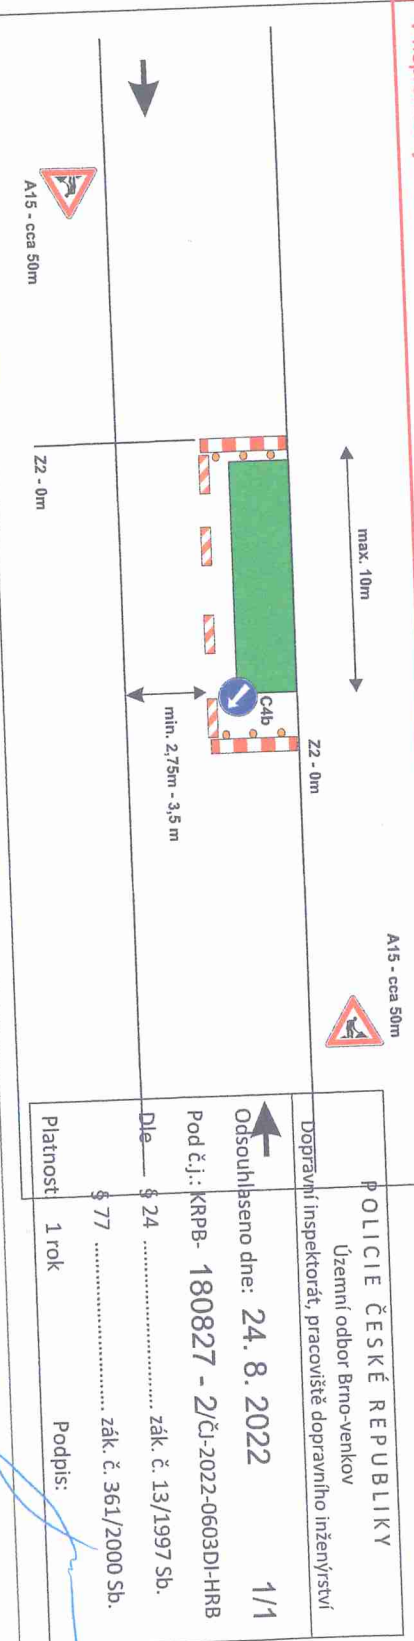 A15 - cca 50m
Z2 - 0m
max. 10m
C4b
min. 2,75m - 3,5 m
Z2 - 0m
A15 - cca 50m
POLICIE ČESKÉ REPUBLIKY
Územní odbor Brno-venkov
Dopravní inspektorát, pracoviště dopravního inženýrství
Odsouhlaseno dne: 24. 8. 2022 1/1
Pod č.j.: KRPB- 180827 - 2/ČJ-2022-0603DI-HRB
Dle § 24 ........................ zák. č. 13/1997 Sb.
§ 77 ........................ zák. č. 361/2000 Sb.
Platnost 1 rok Podpis: